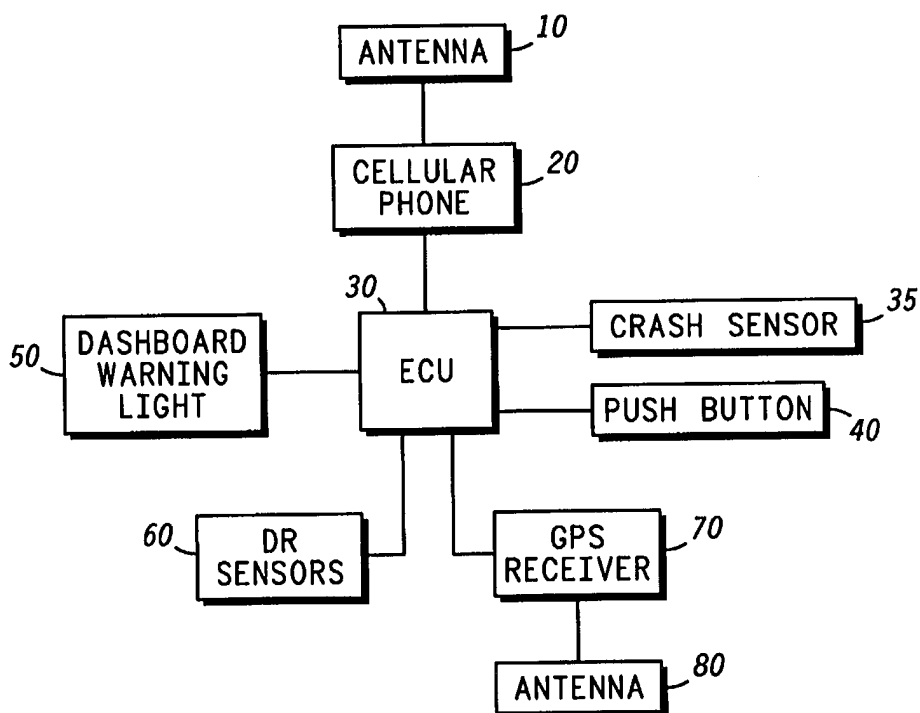 10
ANTENNA
20
CELLULAR
PHONE
30
35
CRASH SENSOR
50
DASHBOARD
WARNING
LIGHT
ECU
PUSH BUTTON
40
60
DR
SENSORS
70
GPS
RECEIVER
80
ANTENNA